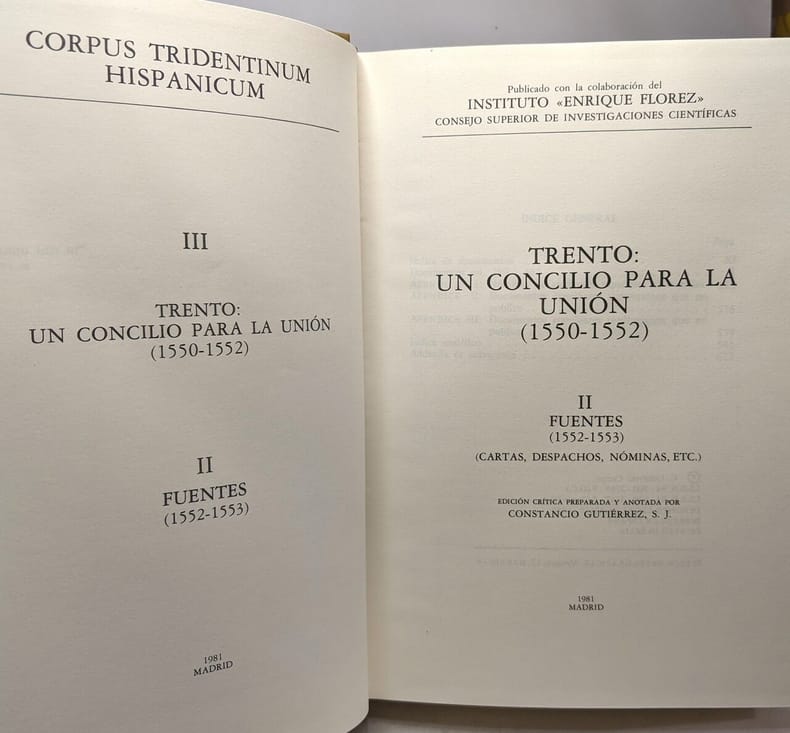 CORPUS TRIDENTINUM
HISPANICUM
III
TRENTO:
UN CONCILIO PARA LA UNIÓN
(1550-1552)
II
FUENTES
(1552-1553)
1981
MADRID
Publicado con la colaboración del
INSTITUTO «ENRIQUE FLOREZ»
CONSEJO SUPERIOR DE INVESTIGACIONES CIENTÍFICAS
TRENTO:
UN CONCILIO PARA LA
UNIÓN
(1550-1552)
II
FUENTES
(1552-1553)
(CARTAS, DESPACHOS, NÓMINAS, ETC.)
EDICIÓN CRÍTICA PREPARADA Y ANOTADA POR
CONSTANCIO GUTIÉRREZ, S. J.
1981
MADRID